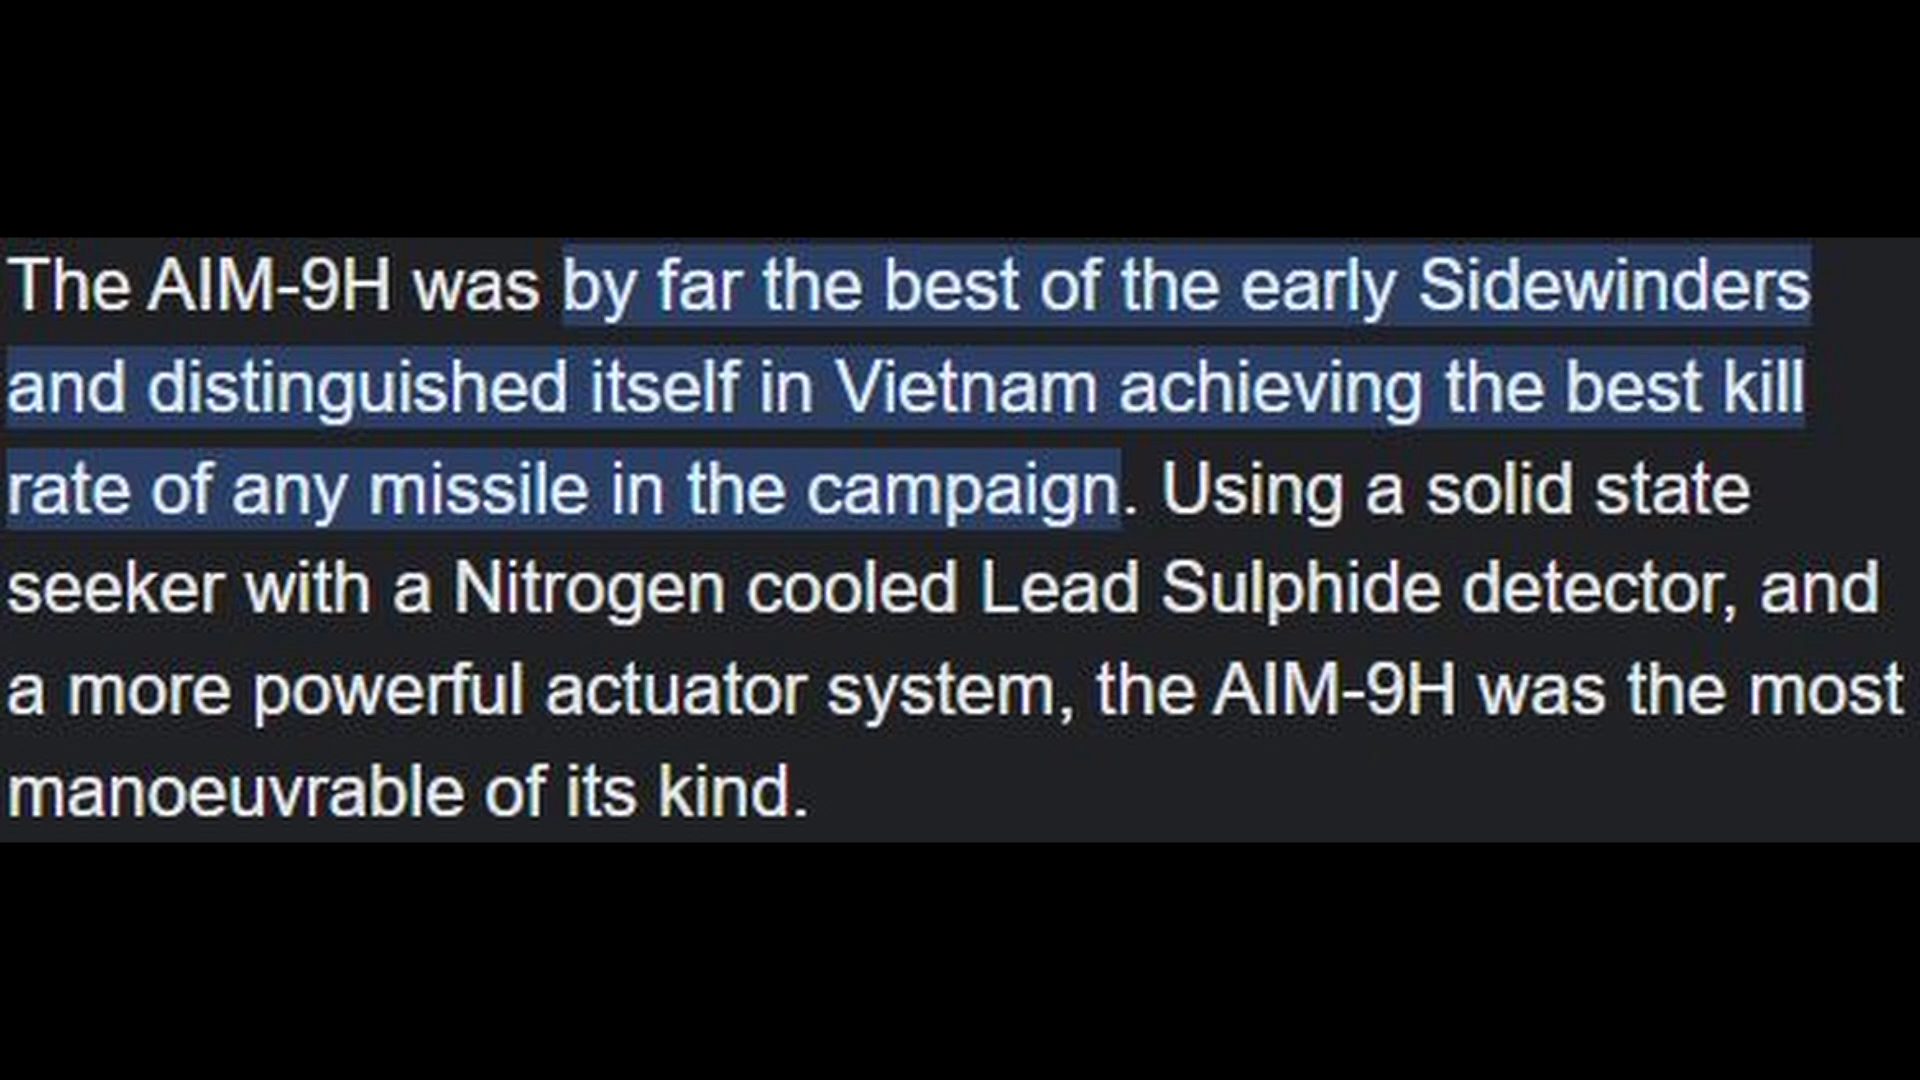 The AIM-9H was by far the best of the early Sidewinders
and distinguished itself in Vietnam achieving the best kill
rate of any missile in the campaign. Using a solid state
seeker with a Nitrogen cooled Lead Sulphide detector, and
a more powerful actuator system, the AIM-9H was the most
manoeuvrable of its kind.